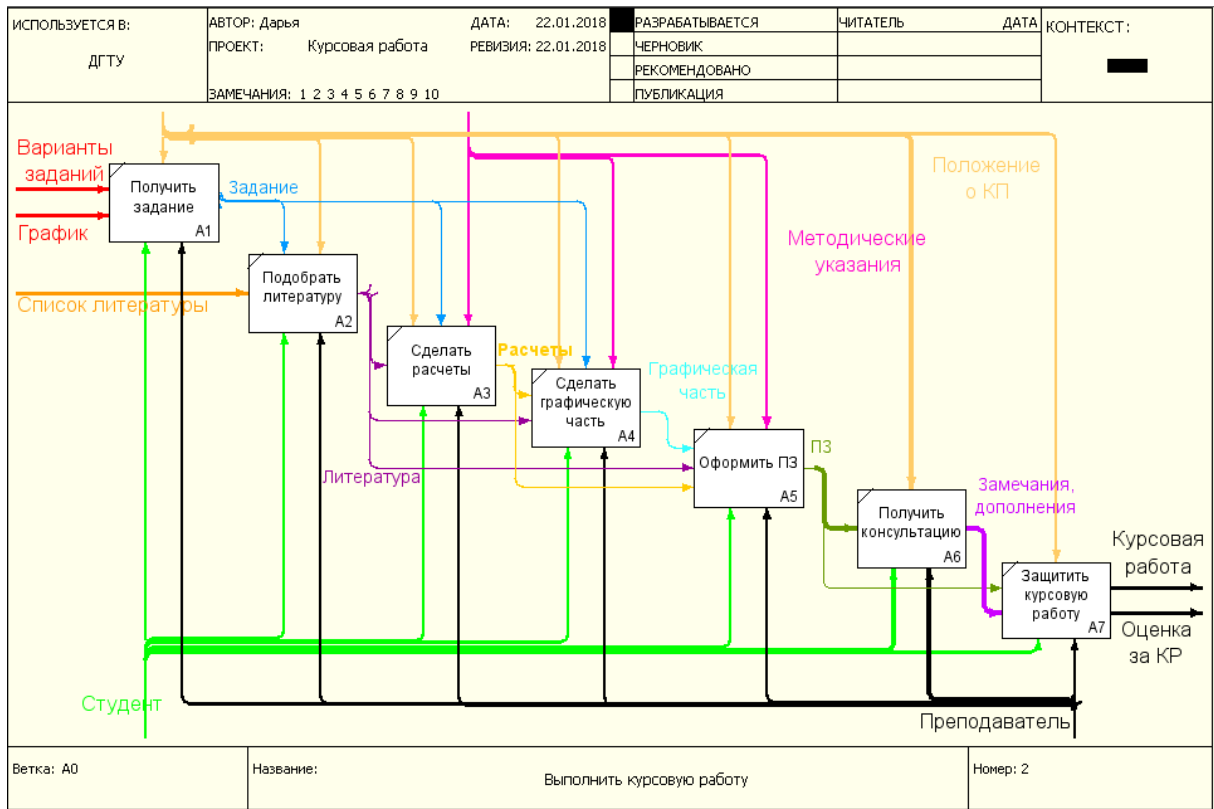 ИСПОЛЬЗУЕТСЯ В:
ДГТУ
АВТОР: Дарья
ДАТА: 22.01.2018
ПРОЕКТ: Курсовая работа
РЕВИЗИЯ: 22.01.2018
ЗАМЕЧАНИЯ: 1 2 3 4 5 6 7 8 9 10
РАЗРАБАТЫВАЕТСЯ
ЧЕРНОВИК
РЕКОМЕНДОВАНО
ПУБЛИКАЦИЯ
ЧИТАТЕЛЬ
ДАТА
КОНТЕКСТ:
Варианты
заданий
График
Получить
задание
A1
Задание
Положение
о КП
Методические
указания
Список литературы
Подобрать
литературу
A2
Сделать
расчеты
A3
Расчеты
Сделать
графическую
часть
A4
Графическая
часть
Литература
Оформить ПЗ
A5
ПЗ
Получить
консультацию
A6
Замечания,
дополнения
Защитить
курсовую
работу
A7
Курсовая
работа
Оценка
за КР
Студент
Преподаватель
Ветка: A0
Название:
Выполнить курсовую работу
Номер: 2